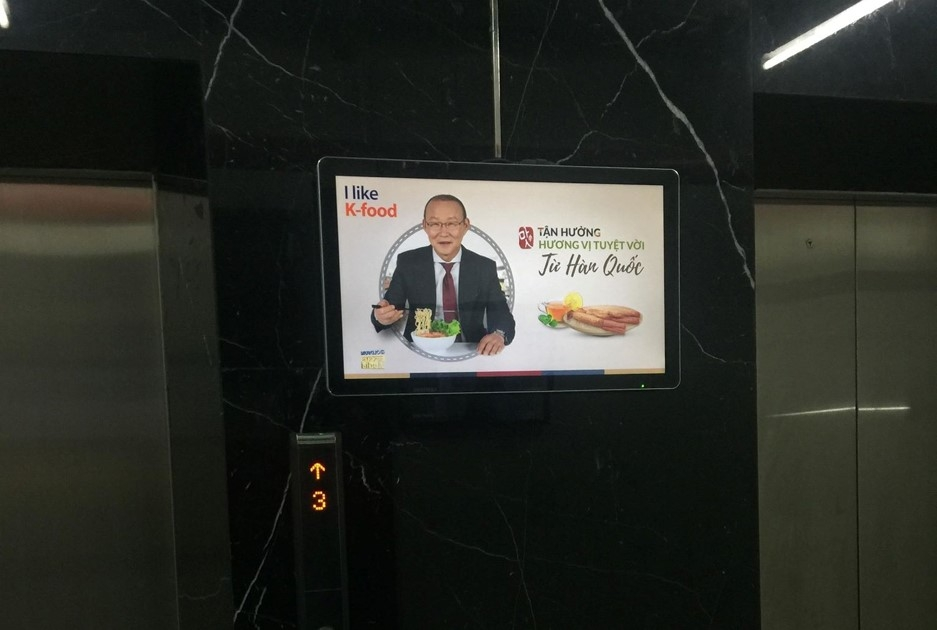 I like
K-food
TẬN HƯỞNG
HƯƠNG VỊ TUYỆT VỜI
Từ Hàn Quốc
3